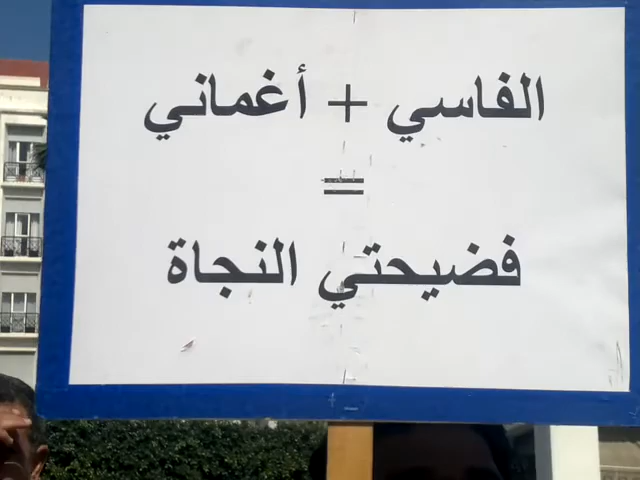 الفاسي + أغماني
=
فضيحتي النجاة